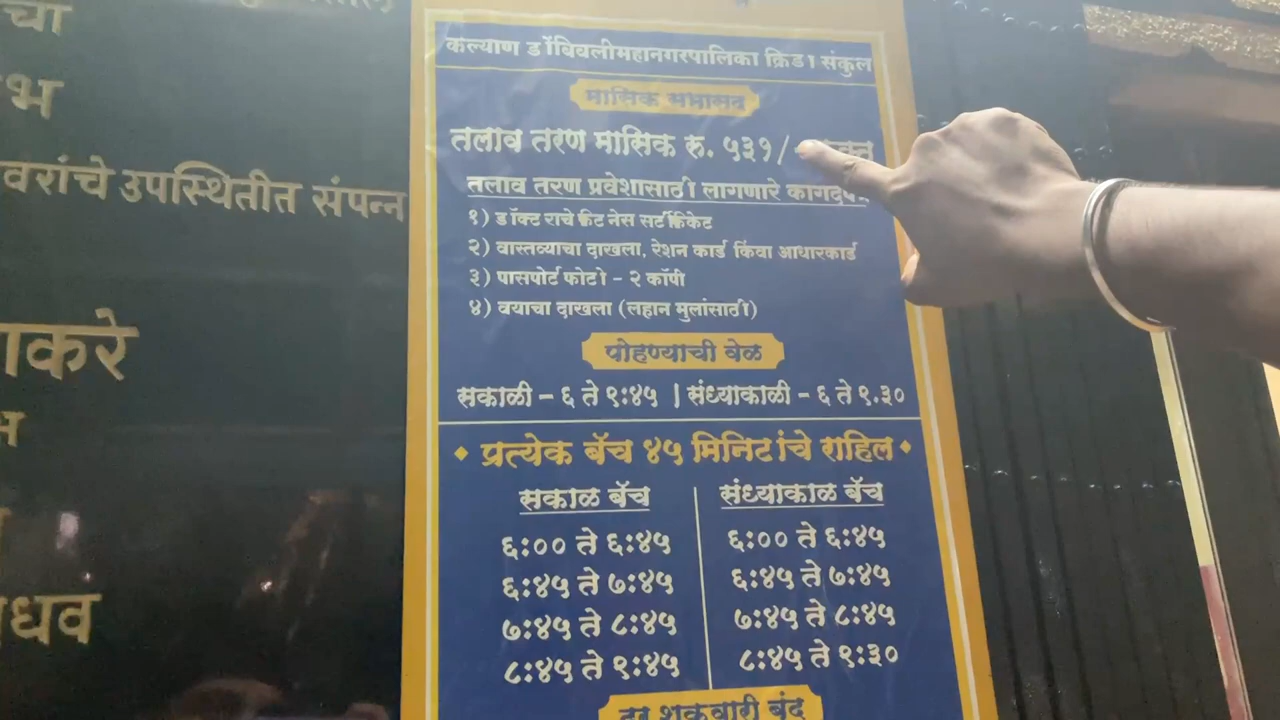 चा
भ
वरांचे उपस्थितीत संपन्न
ाकरे
धव
कल्याण डोंबिवली महानगरपालिका क्रिडा संकुल
मासिक सभासद
तलाव तरण मासिक रु. ५३१/-
तलाव तरण प्रवेशासाठी लागणारे
१) डॉक्टराचे फिटनेस सर्टीफिकेट
२) वास्तव्याचा दाखला, रेशन कार्ड किंवा आधारकार्ड
३) पासपोर्ट फोटो - २ कॉपी
४) वयाचा दाखला (लहान मुलांसाठी)
पोहण्याची वेळ
सकाळी - ६ ते ९:४५ | संध्याकाळी - ६ ते ९.३०
प्रत्येक बॅच ४५ मिनिटांचे राहिल
सकाळ बॅच
६:०० ते ६:४५
६:४५ ते ७:४५
७:४५ ते ८:४५
८:४५ ते ९:४५
संध्याकाळ बॅच
६:०० ते ६:४५
६:४५ ते ७:४५
७:४५ ते ८:४५
८:४५ ते ९:३०
दर शुक्रवारी बंद